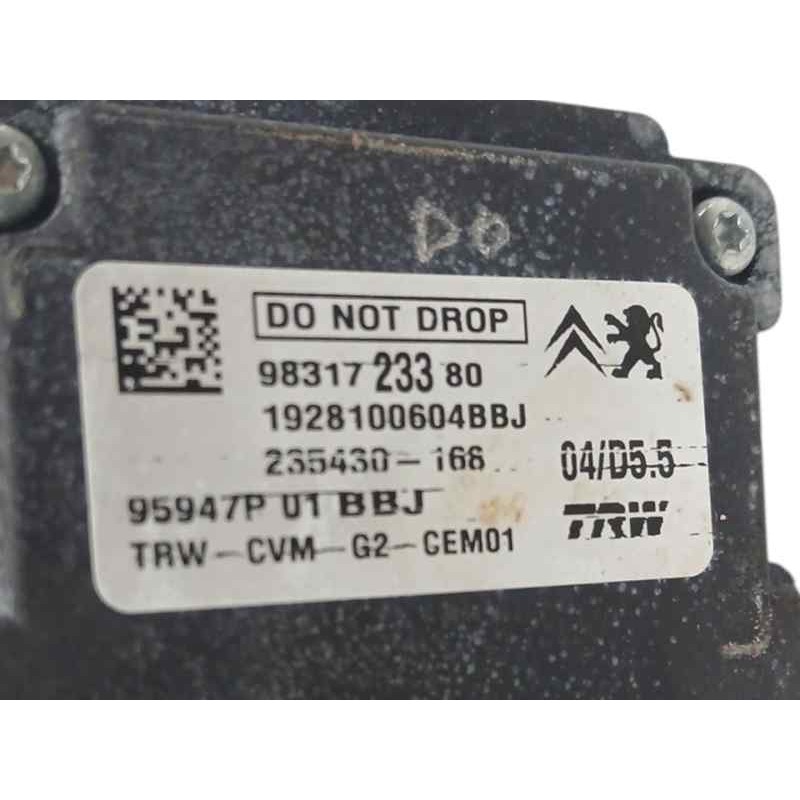 DO
DO NOT DROP
98317 233 80
1928100604BBJ
235430-166 04/D5.5
95947P 01 BBJ TRW
TRW-CVM-G2-CEM01